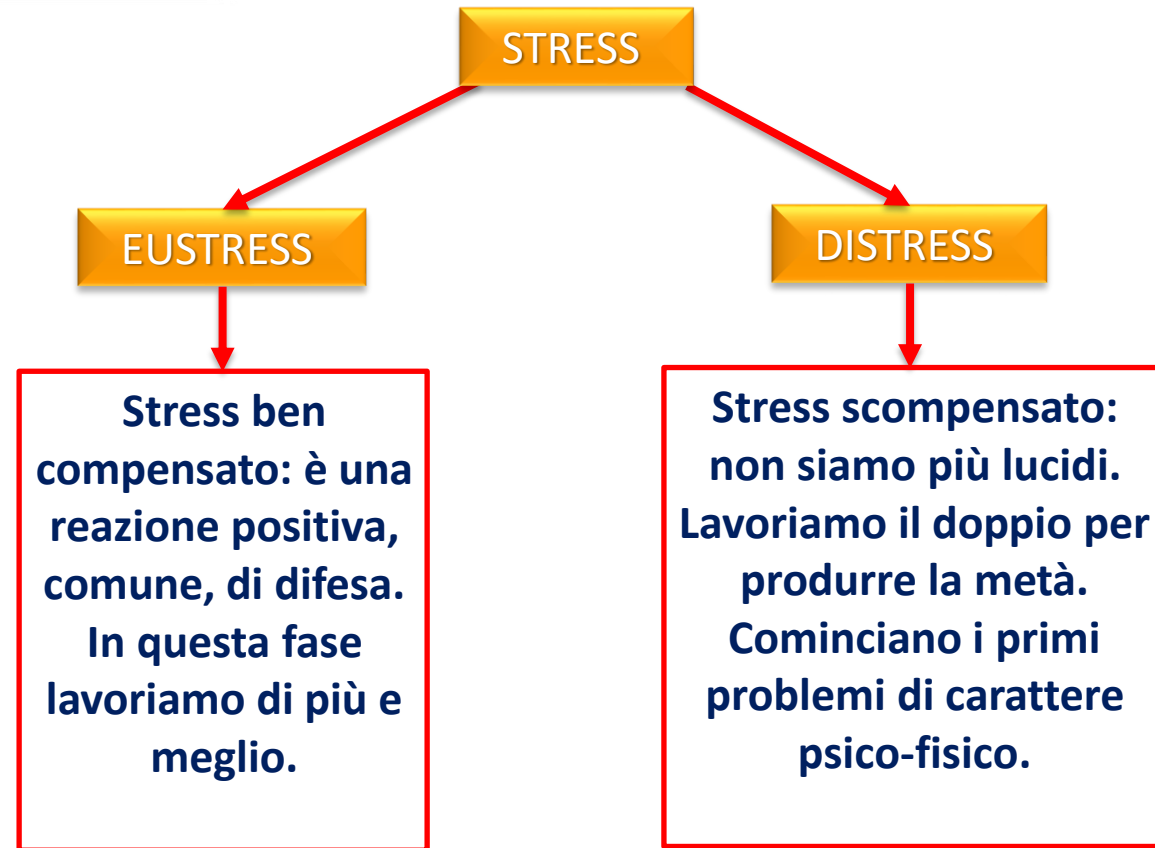 STRESS
EUSTRESS
DISTRESS
Stress ben
compensato: è una
reazione positiva,
comune, di difesa.
In questa fase
lavoriamo di più e
meglio.
Stress scompensato:
non siamo più lucidi.
Lavoriamo il doppio per
produrre la metà.
Cominciano i primi
problemi di carattere
psico-fisico.